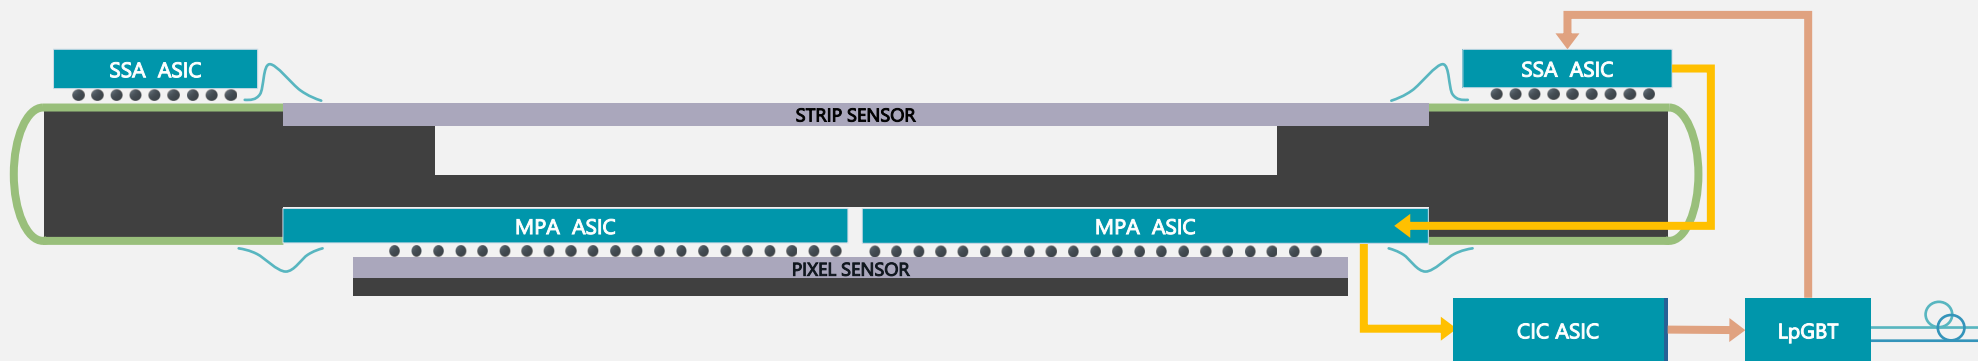 SSA ASIC
SSA ASIC
STRIP SENSOR
MPA ASIC
MPA ASIC
PIXEL SENSOR
CIC ASIC
LpGBT